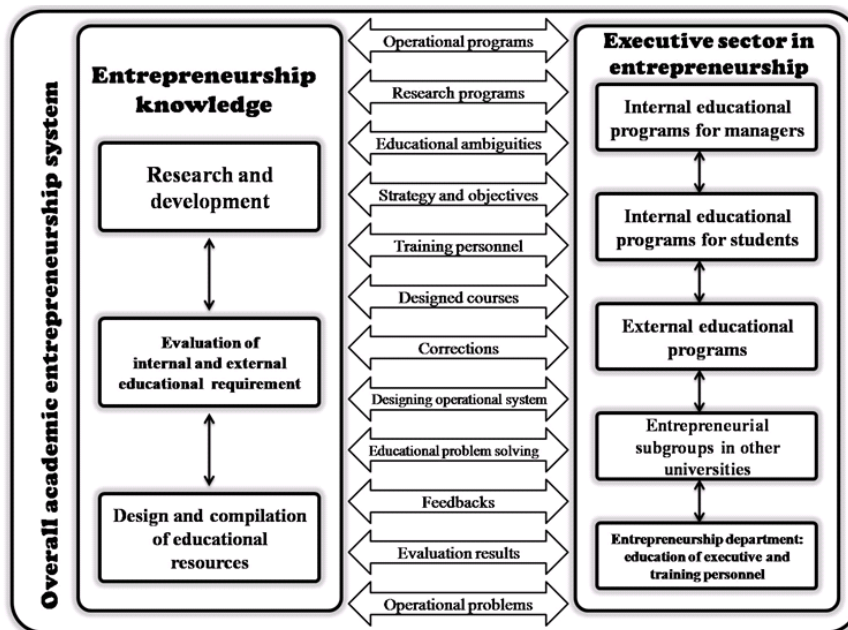 Overall academic entrepreneurship system
Entrepreneurship
knowledge
Research and
development
Evaluation of
internal and external
educational requirement
Design and compilation
of educational
resources
Operational programs
Research programs
Educational ambiguities
Strategy and objectives
Training personnel
Designed courses
Corrections
Designing operational system
Educational problem solving
Feedbacks
Evaluation results
Operational problems
Executive sector in
entrepreneurship
Internal educational
programs for managers
Internal educational
programs for students
External educational
programs
Entrepreneurial
subgroups in other
universities
Entrepreneurship department:
education of executive and
training personnel